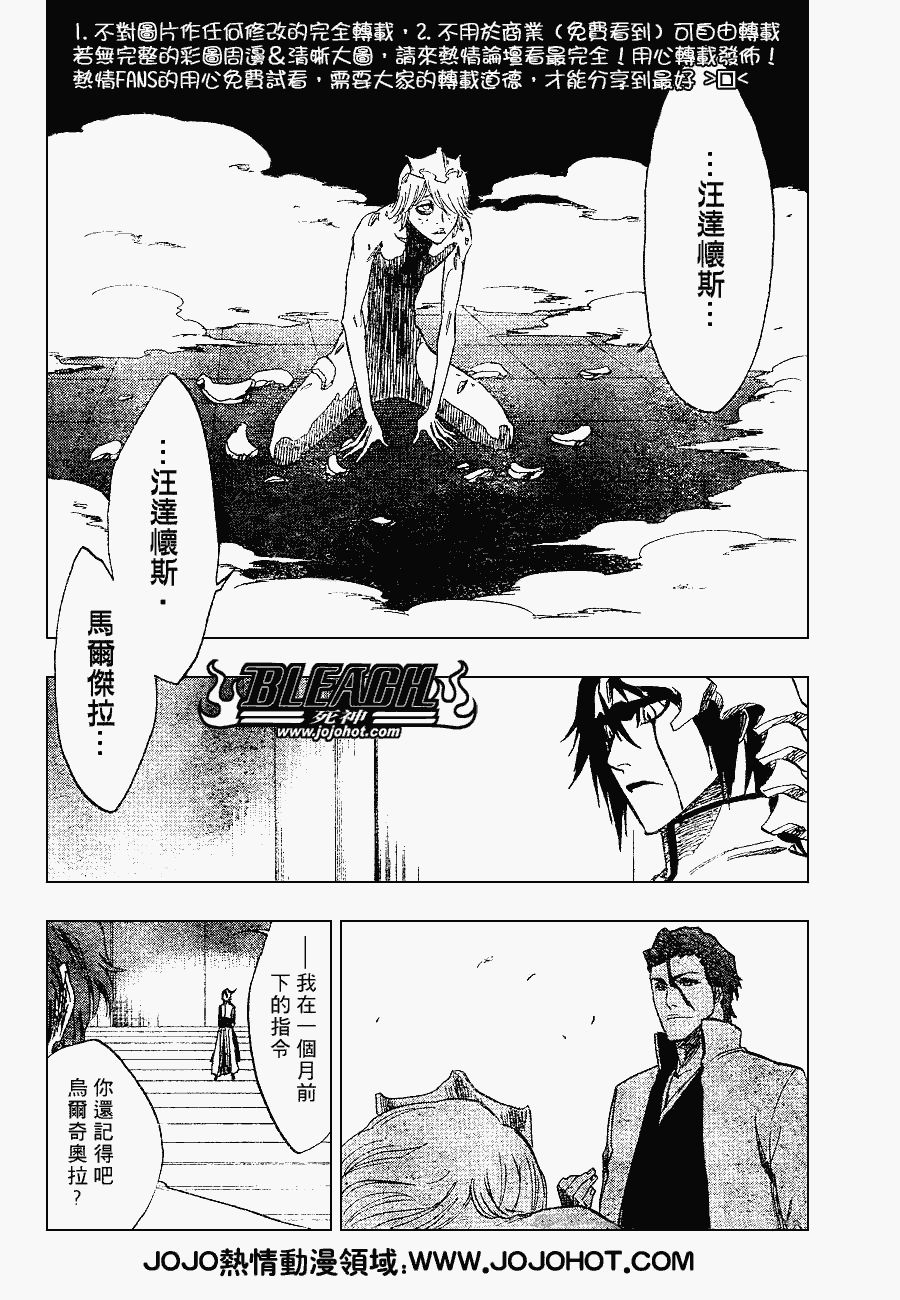 1. 不對圖片作任何修改的完全轉載，2. 不用於商業（免費看到）可自由轉載
若無完整的彩圖周漫&清晰大圖，請來熱情論壇看最完全！用心轉載發佈！
熱情FANS的用心免費試看，需要大家的轉載道德，才能分享到最好 >口<
…汪達懷斯…
…汪達懷斯．
馬爾傑拉…
BLEACH
死神
www.jojohot.com
──我在一個月前
下的指令
你還記得吧
烏爾奇奧拉?
JOJO熱情動漫領域:WWW.JOJOHOT.COM